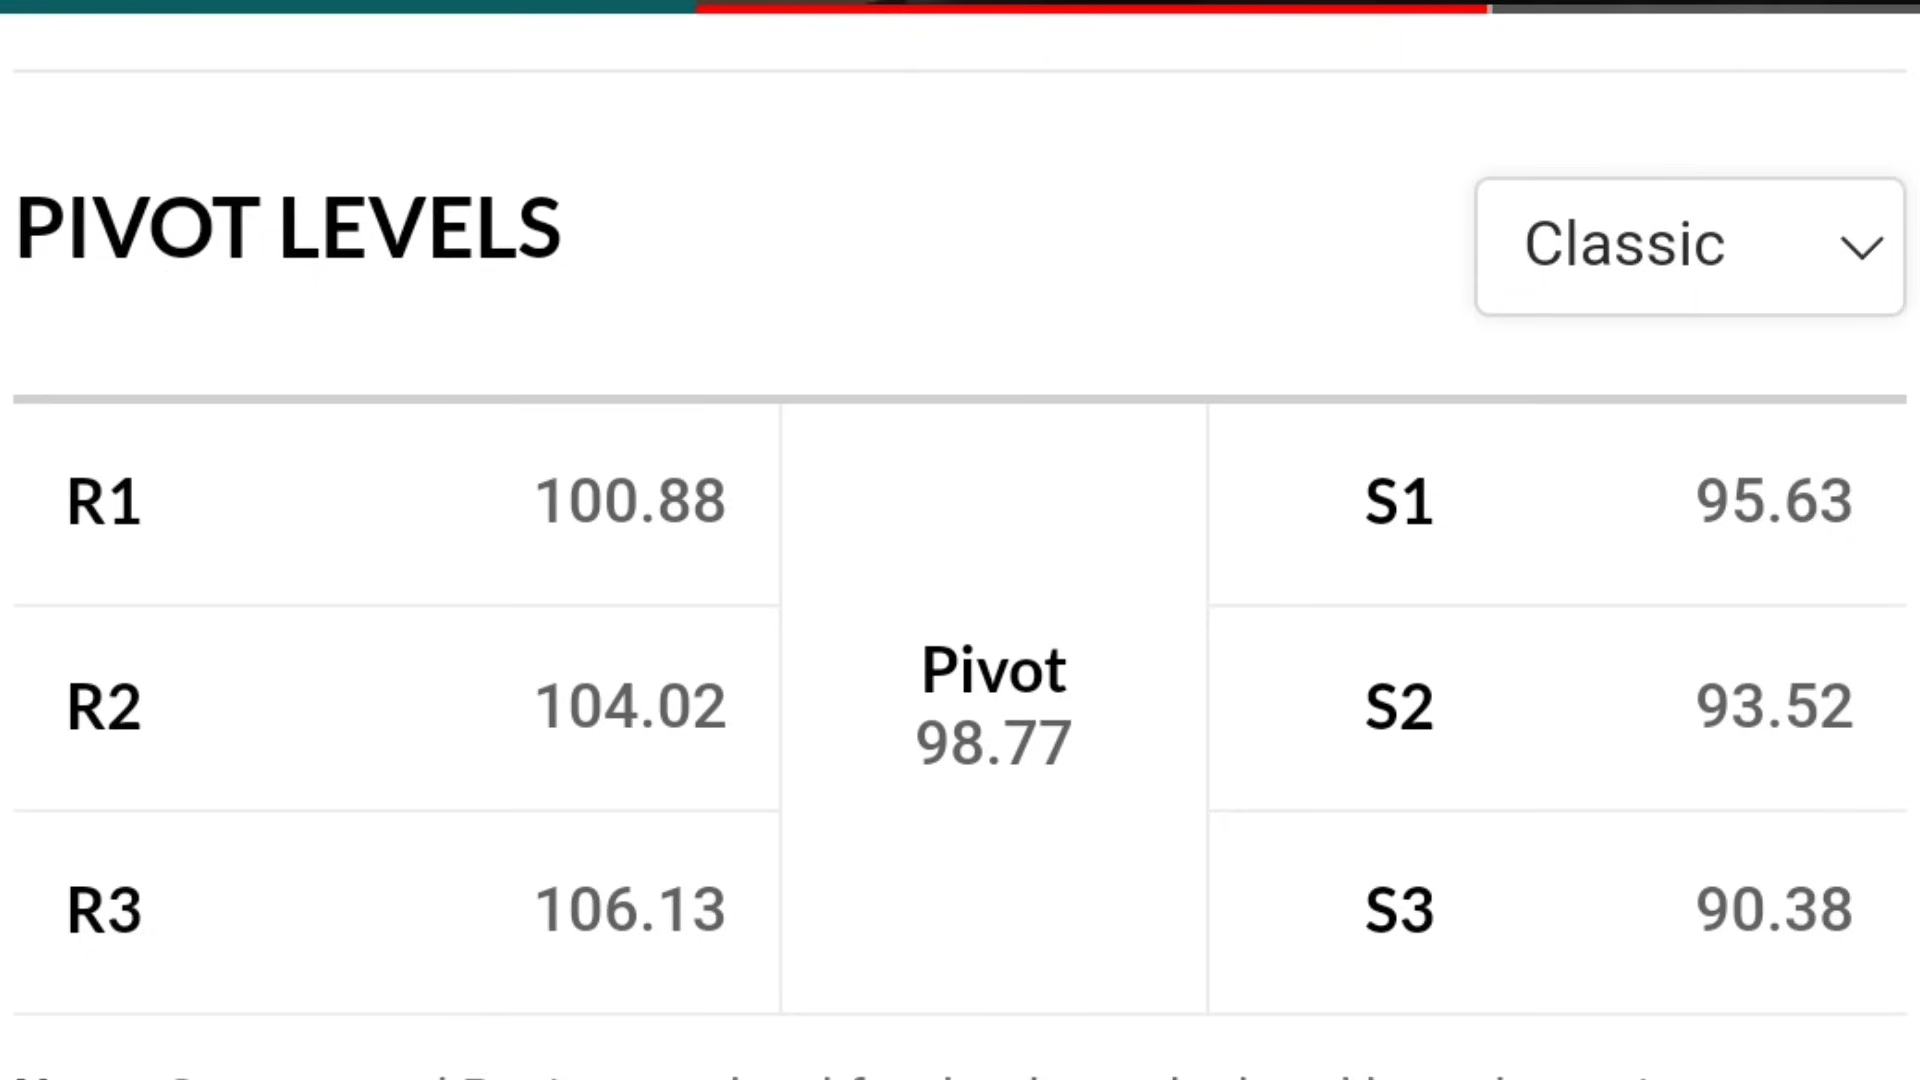 PIVOT LEVELS
Classic
R1 100.88 S1 95.63
Pivot
R2 104.02 98.77 S2 93.52
R3 106.13 S3 90.38